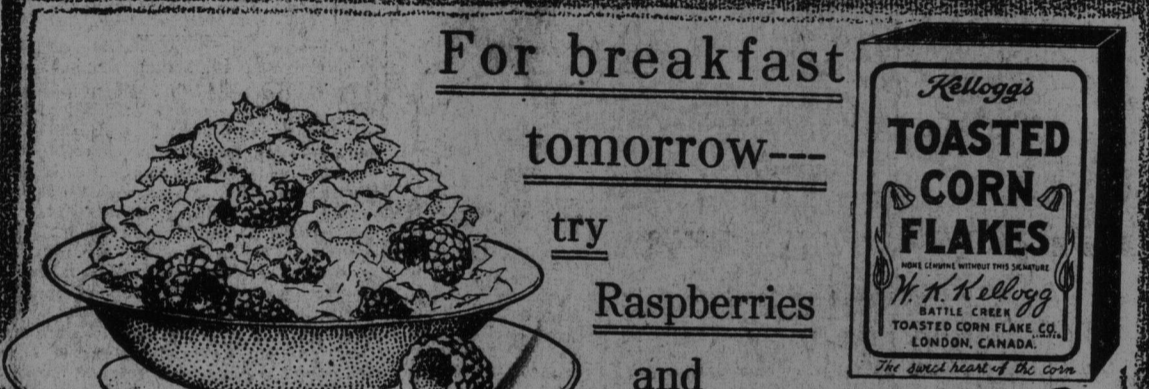 For breakfast
tomorrow---
try
Raspberries
and
Kellogg's
TOASTED
CORN
FLAKES
NONE GENUINE WITHOUT THIS SIGNATURE
W. K. Kellogg
BATTLE CREEK
TOASTED CORN FLAKE CO.
LONDON, CANADA.
The sweet heart of the corn